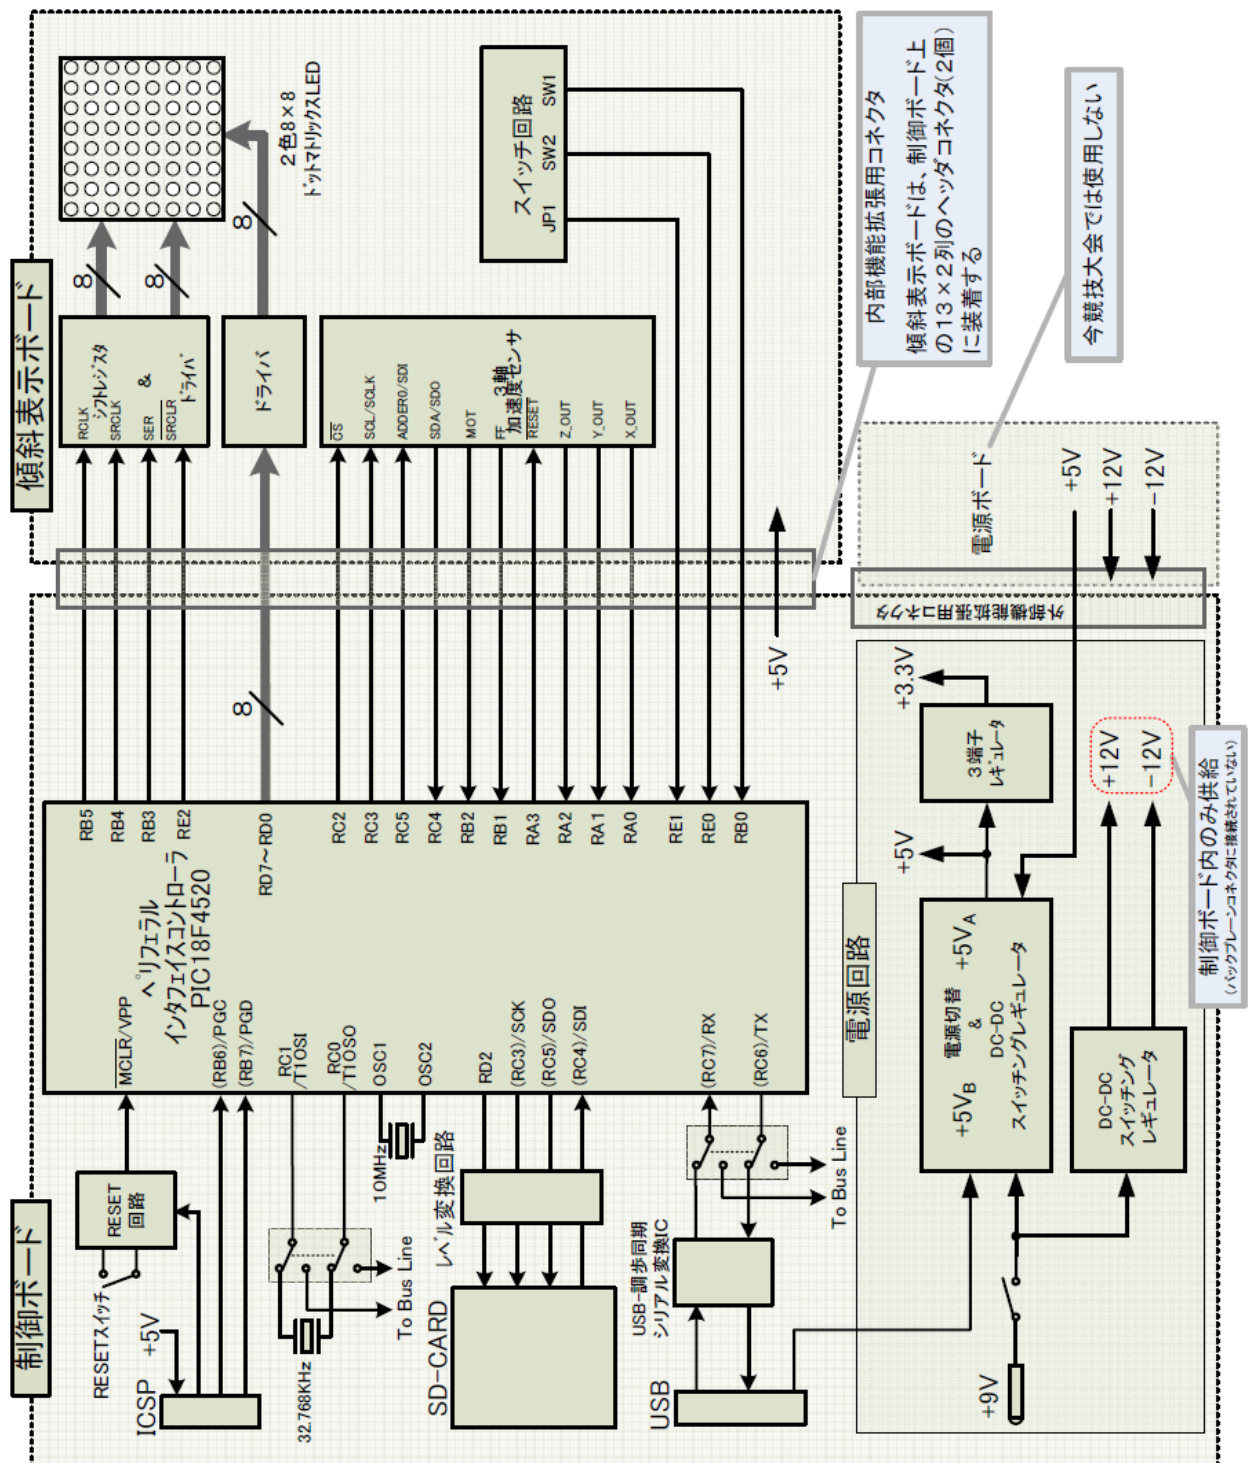 制御ボード
ICSP
+5V
RESETスイッチ
RESET
回路
32.768KHz
To Bus Line
10MHz
SD-CARD
レベル変換回路
USB
USB-調歩同期
シリアル変換IC
To Bus Line
ペリフェラル
インタフェイスコントローラ
PIC18F4520
MCLR/VPP
(RB6)/PGC
(RB7)/PGD
RC1
/T1OSI
RC0
/T1OSO
OSC1
OSC2
RD2
(RC3)/SCK
(RC5)/SDO
(RC4)/SDI
(RC7)/RX
(RC6)/TX
RB5
RB4
RB3
RE2
RD7~RD0
RC2
RC3
RC5
RC4
RB2
RB1
RA3
RA2
RA1
RA0
RE1
RE0
RB0
8
+5V
傾斜表示ボード
RCLK
シフトレジスタ
SRCLK
&
SER
SRCLR
ドライバ
8
8
ドライバ
8
2色8×8
ドットマトリックスLED
CS
SCL/SCLK
ADDER0/SDI
SDA/SDO
MOT
FF
RESET
Z_OUT
Y_OUT
X_OUT
3軸
加速度センサ
スイッチ回路
JP1
SW2
SW1
内部機能拡張用コネクタ
傾斜表示ボードは、制御ボード上
の13×2列のヘッダコネクタ(2個)
に装着する
今競技大会では使用しない
電源ボード
+5V
+12V
-12V
外部機能拡張用コネクタ
電源回路
+9V
+5VB
電源切替
&
DC-DC
スイッチングレギュレータ
+5VA
DC-DC
スイッチング
レギュレータ
+5V
3端子
レギュレータ
+3.3V
+12V
-12V
制御ボード内のみ供給
(バックプレーンコネクタに接続されていない)